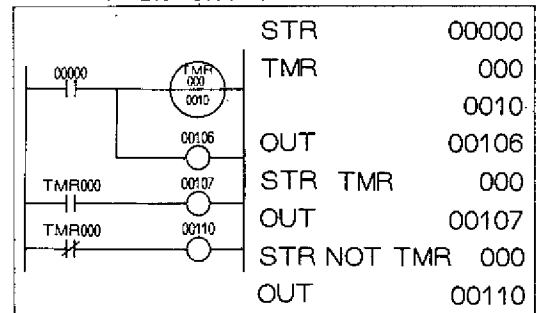 00000
TMR
000
0010
00106
TMR000
00107
TMR000
00110
STR 00000
TMR 000
0010
OUT 00106
STR TMR 000
OUT 00107
STR NOT TMR 000
OUT 00110